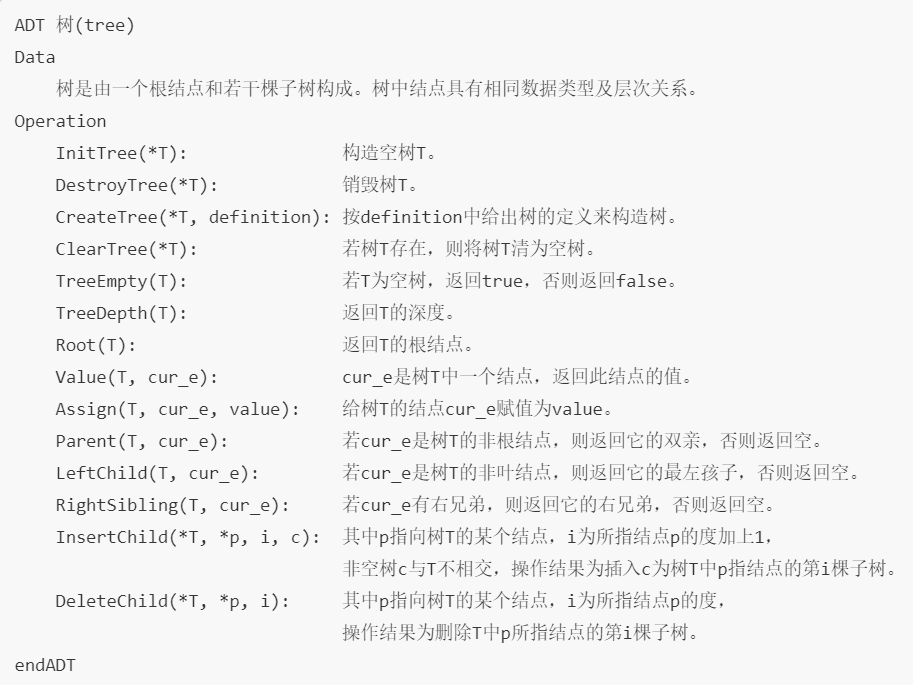 ADT 树(tree)
Data
树是由一个根结点和若干棵子树构成。树中结点具有相同数据类型及层次关系。
Operation
InitTree(*T): 构造空树T。
DestroyTree(*T): 销毁树T。
CreateTree(*T, definition): 按definition中给出树的定义来构造树。
ClearTree(*T): 若树T存在，则将树T清为空树。
TreeEmpty(T): 若T为空树，返回true，否则返回false。
TreeDepth(T): 返回T的深度。
Root(T): 返回T的根结点。
Value(T, cur_e): cur_e是树T中一个结点，返回此结点的值。
Assign(T, cur_e, value): 给树T的结点cur_e赋值为value。
Parent(T, cur_e): 若cur_e是树T的非根结点，则返回它的双亲，否则返回空。
LeftChild(T, cur_e): 若cur_e是树T的非叶结点，则返回它的最左孩子，否则返回空。
RightSibling(T, cur_e): 若cur_e有右兄弟，则返回它的右兄弟，否则返回空。
InsertChild(*T, *p, i, c): 其中p指向树T的某个结点，i为所指结点p的度加上1，
非空树c与T不相交，操作结果为插入c为树T中p指结点的第i棵子树。
DeleteChild(*T, *p, i): 其中p指向树T的某个结点，i为所指结点p的度，
操作结果为删除T中p所指结点的第i棵子树。
endADT